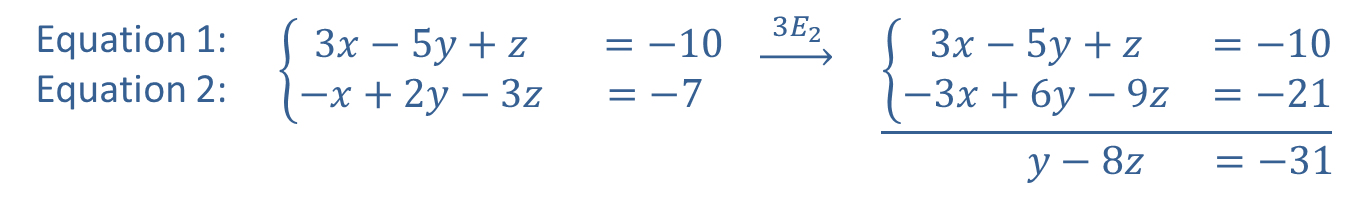 Equation 1: 3x − 5y + z = −10 3E₂ → 3x − 5y + z = −10
Equation 2: −x + 2y − 3z = −7 −3x + 6y − 9z = −21
y − 8z = −31